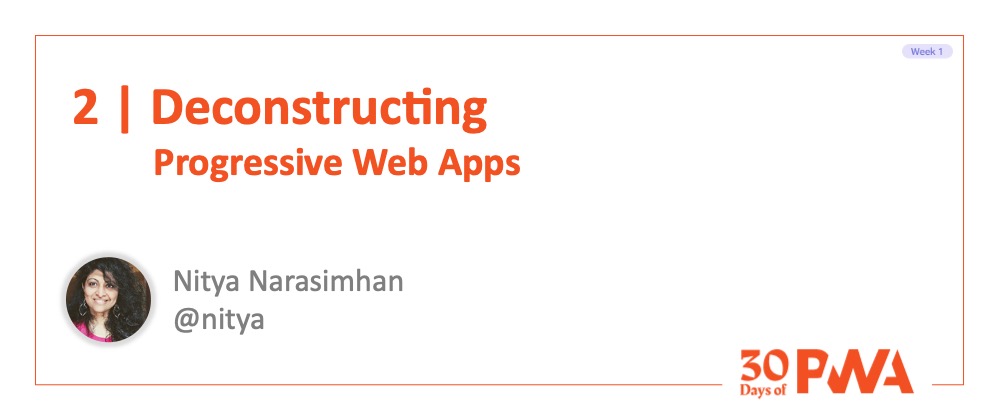 Week 1
2 | Deconstructing
Progressive Web Apps
Nitya Narasimhan
@nitya
30
Days of
PWA